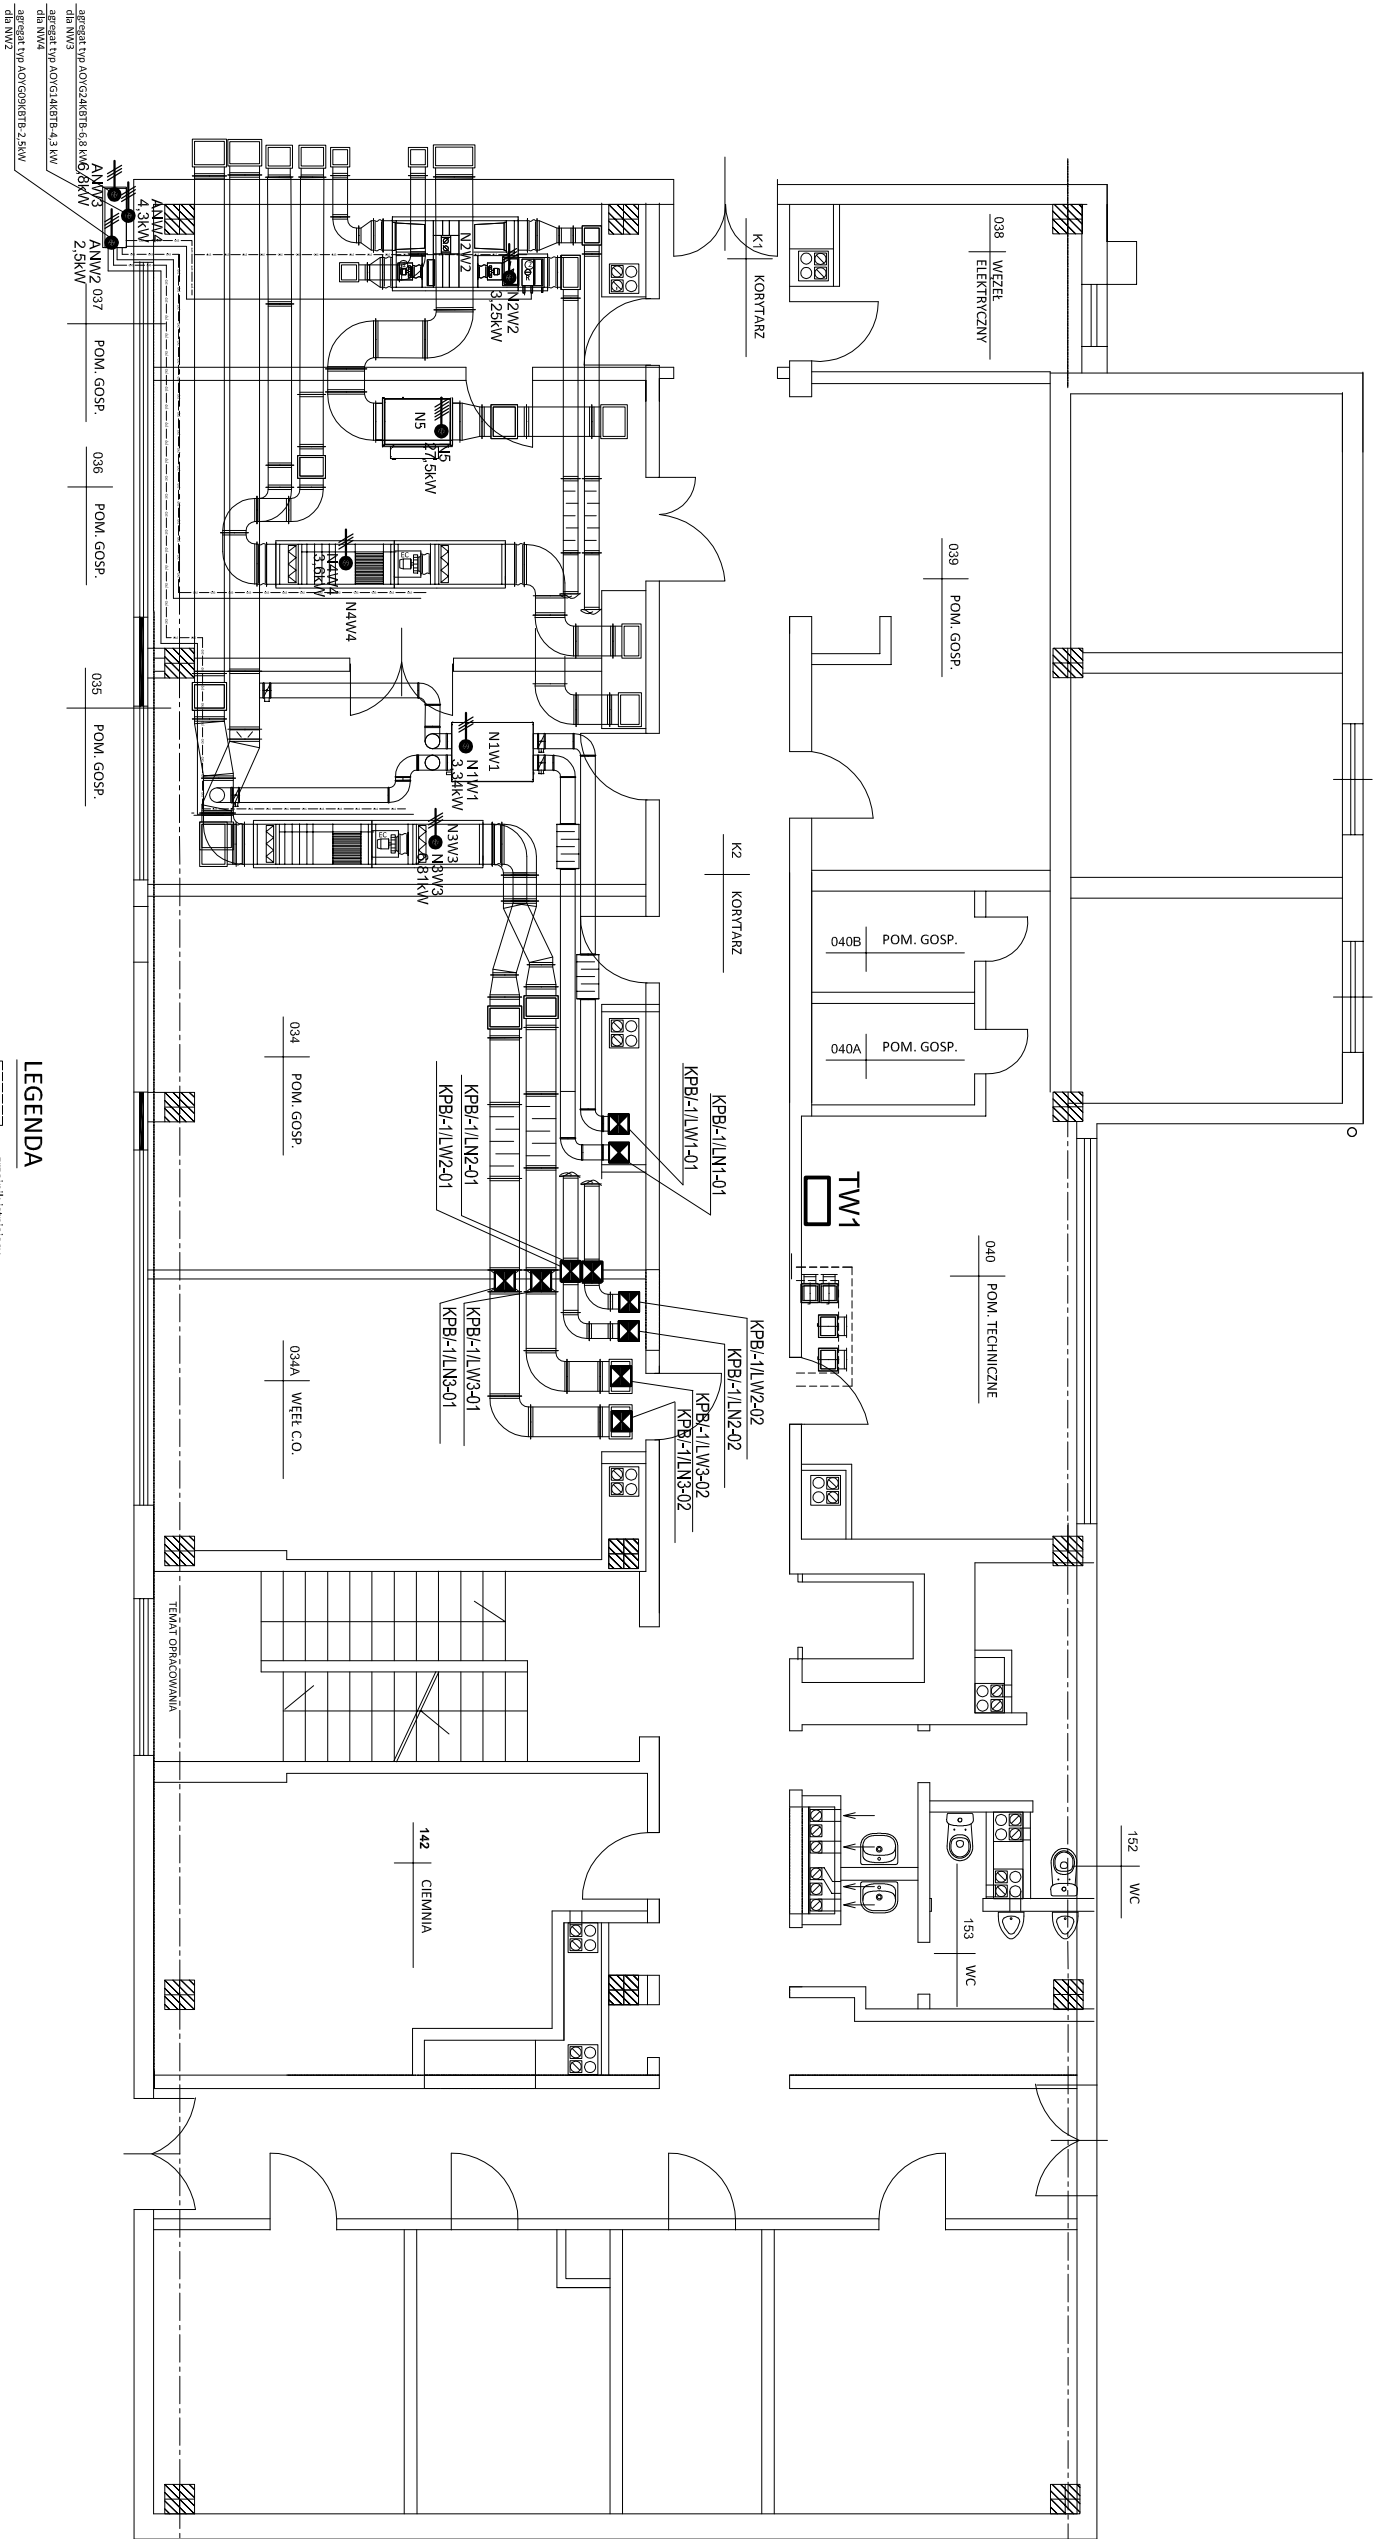 agregat typ AOYG24KBTB-6,8 kW
dla NW3
agregat typ AOYG14KBTB-4,3 kW
dla NW4
agregat typ AOYG09KBTB-2,5kW
dla NW2
ANW3
6,8kW
ANW4
4,3kW
ANW2
2,5kW
037 POM. GOSP.
036 POM. GOSP.
035 POM. GOSP.
N2W2
N2W2
3,25kW
N5
N5
27,5kW
N4W4
3,6kW
N4W4
EC
N1W1
N1W1
3,34kW
N3W3
N3W3
6,81kW
EC
K1 KORYTARZ
K2 KORYTARZ
038 WĘZEŁ
ELEKTRYCZNY
039 POM. GOSP.
040B POM. GOSP.
040A POM. GOSP.
034 POM. GOSP.
034A WĘEŁ C.O.
KPB/-1/LN1-01
KPB/-1/LW1-01
KPB/-1/LN2-01
KPB/-1/LW2-01
KPB/-1/LW3-01
KPB/-1/LN3-01
KPB/-1/LW2-02
KPB/-1/LN2-02
KPB/-1/LW3-02
KPB/-1/LN3-02
TW1
040 POM. TECHNICZNE
TEMAT OPRACOWANIA
142 CIEMNIA
152 WC
153 WC
LEGENDA